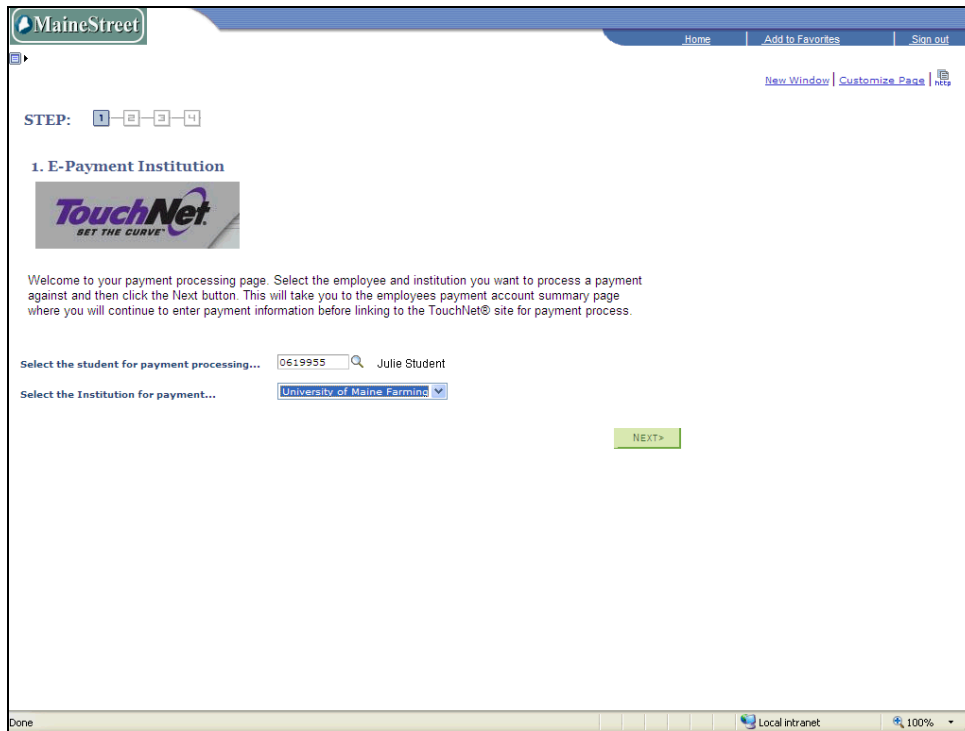 MaineStreet
Home Add to Favorites Sign out
New Window Customize Page http
STEP: 1 2 3 4
1. E-Payment Institution
TouchNet
SET THE CURVE
Welcome to your payment processing page. Select the employee and institution you want to process a payment
against and then click the Next button. This will take you to the employees payment account summary page
where you will continue to enter payment information before linking to the TouchNet® site for payment process.
Select the student for payment processing... 0619955 Julie Student
Select the Institution for payment... University of Maine Farming
NEXT>
Done Local intranet 100%